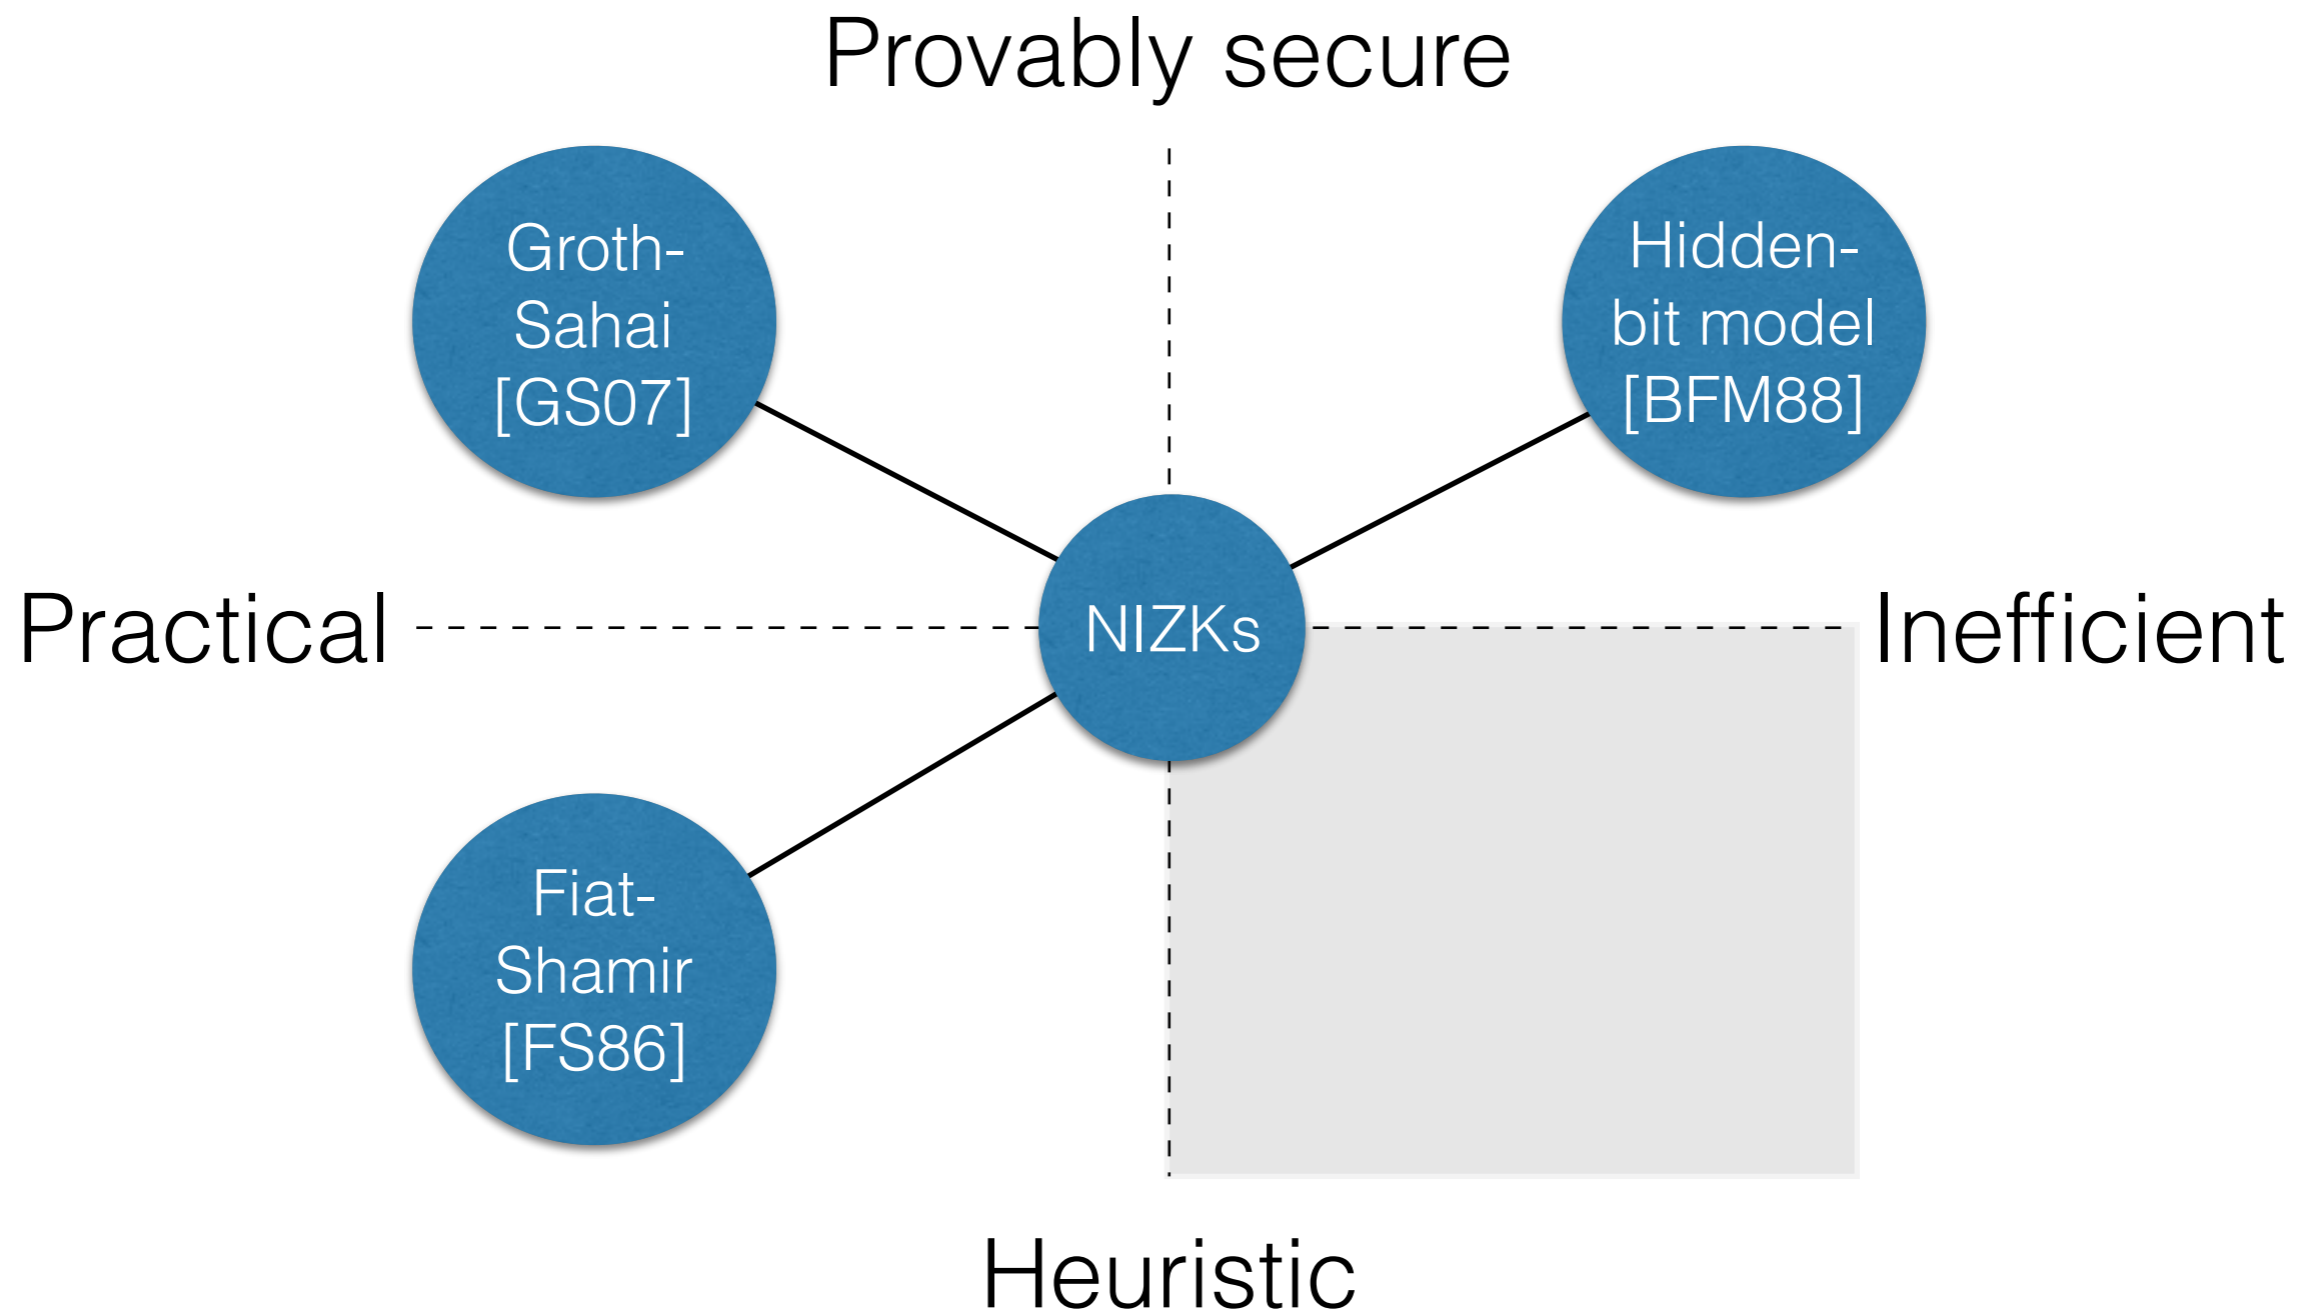 Provably secure
Groth-
Sahai
[GS07]
Hidden-
bit model
[BFM88]
Practical
NIZKs
Inefficient
Fiat-
Shamir
[FS86]
Heuristic